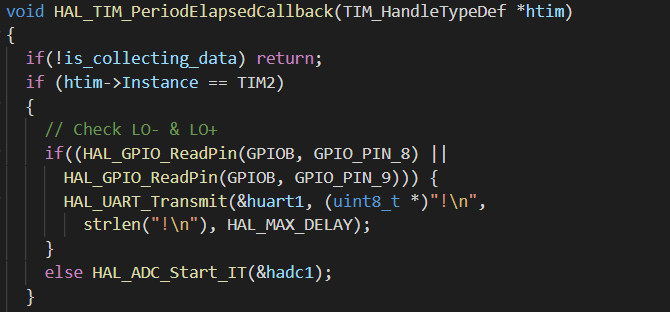 void HAL_TIM_PeriodElapsedCallback(TIM_HandleTypeDef *htim)
{
  if(!is_collecting_data) return;
  if (htim->Instance == TIM2)
  {
    // Check LO- & LO+
    if((HAL_GPIO_ReadPin(GPIOB, GPIO_PIN_8) ||
      HAL_GPIO_ReadPin(GPIOB, GPIO_PIN_9))) {
      HAL_UART_Transmit(&huart1, (uint8_t *)"!\n",
        strlen("!\n"), HAL_MAX_DELAY);
    }
    else HAL_ADC_Start_IT(&hadc1);
  }